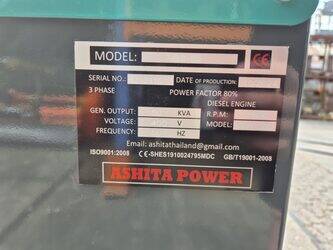 MODEL: CE
SERIAL NO.: DATE OF PRODUCTION:
3 PHASE POWER FACTOR 80%
DIESEL ENGINE
GEN. OUTPUT: KVA R.P.M:
VOLTAGE: V MODEL:
FREQUENCY: HZ
Email: ashitathailand@gmail.com
ISO9001:2008 CE-SHES1910024795MDC GB/T19001-2008
ASHITA POWER